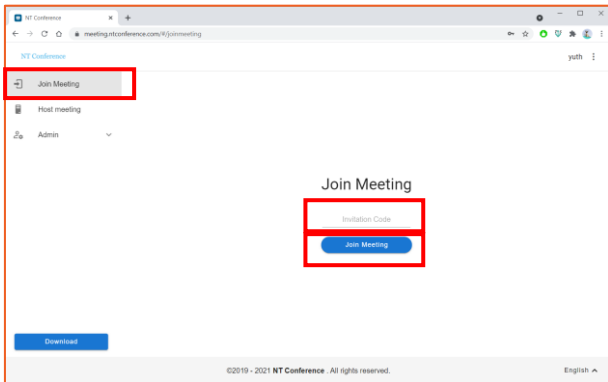 NT Conference
meeting.ntconference.com/#/joinmeeting
NT Conference
yuth
Join Meeting
Host meeting
Admin
Join Meeting
Invitation Code
Join Meeting
Download
©2019 - 2021 NT Conference . All rights reserved.
English